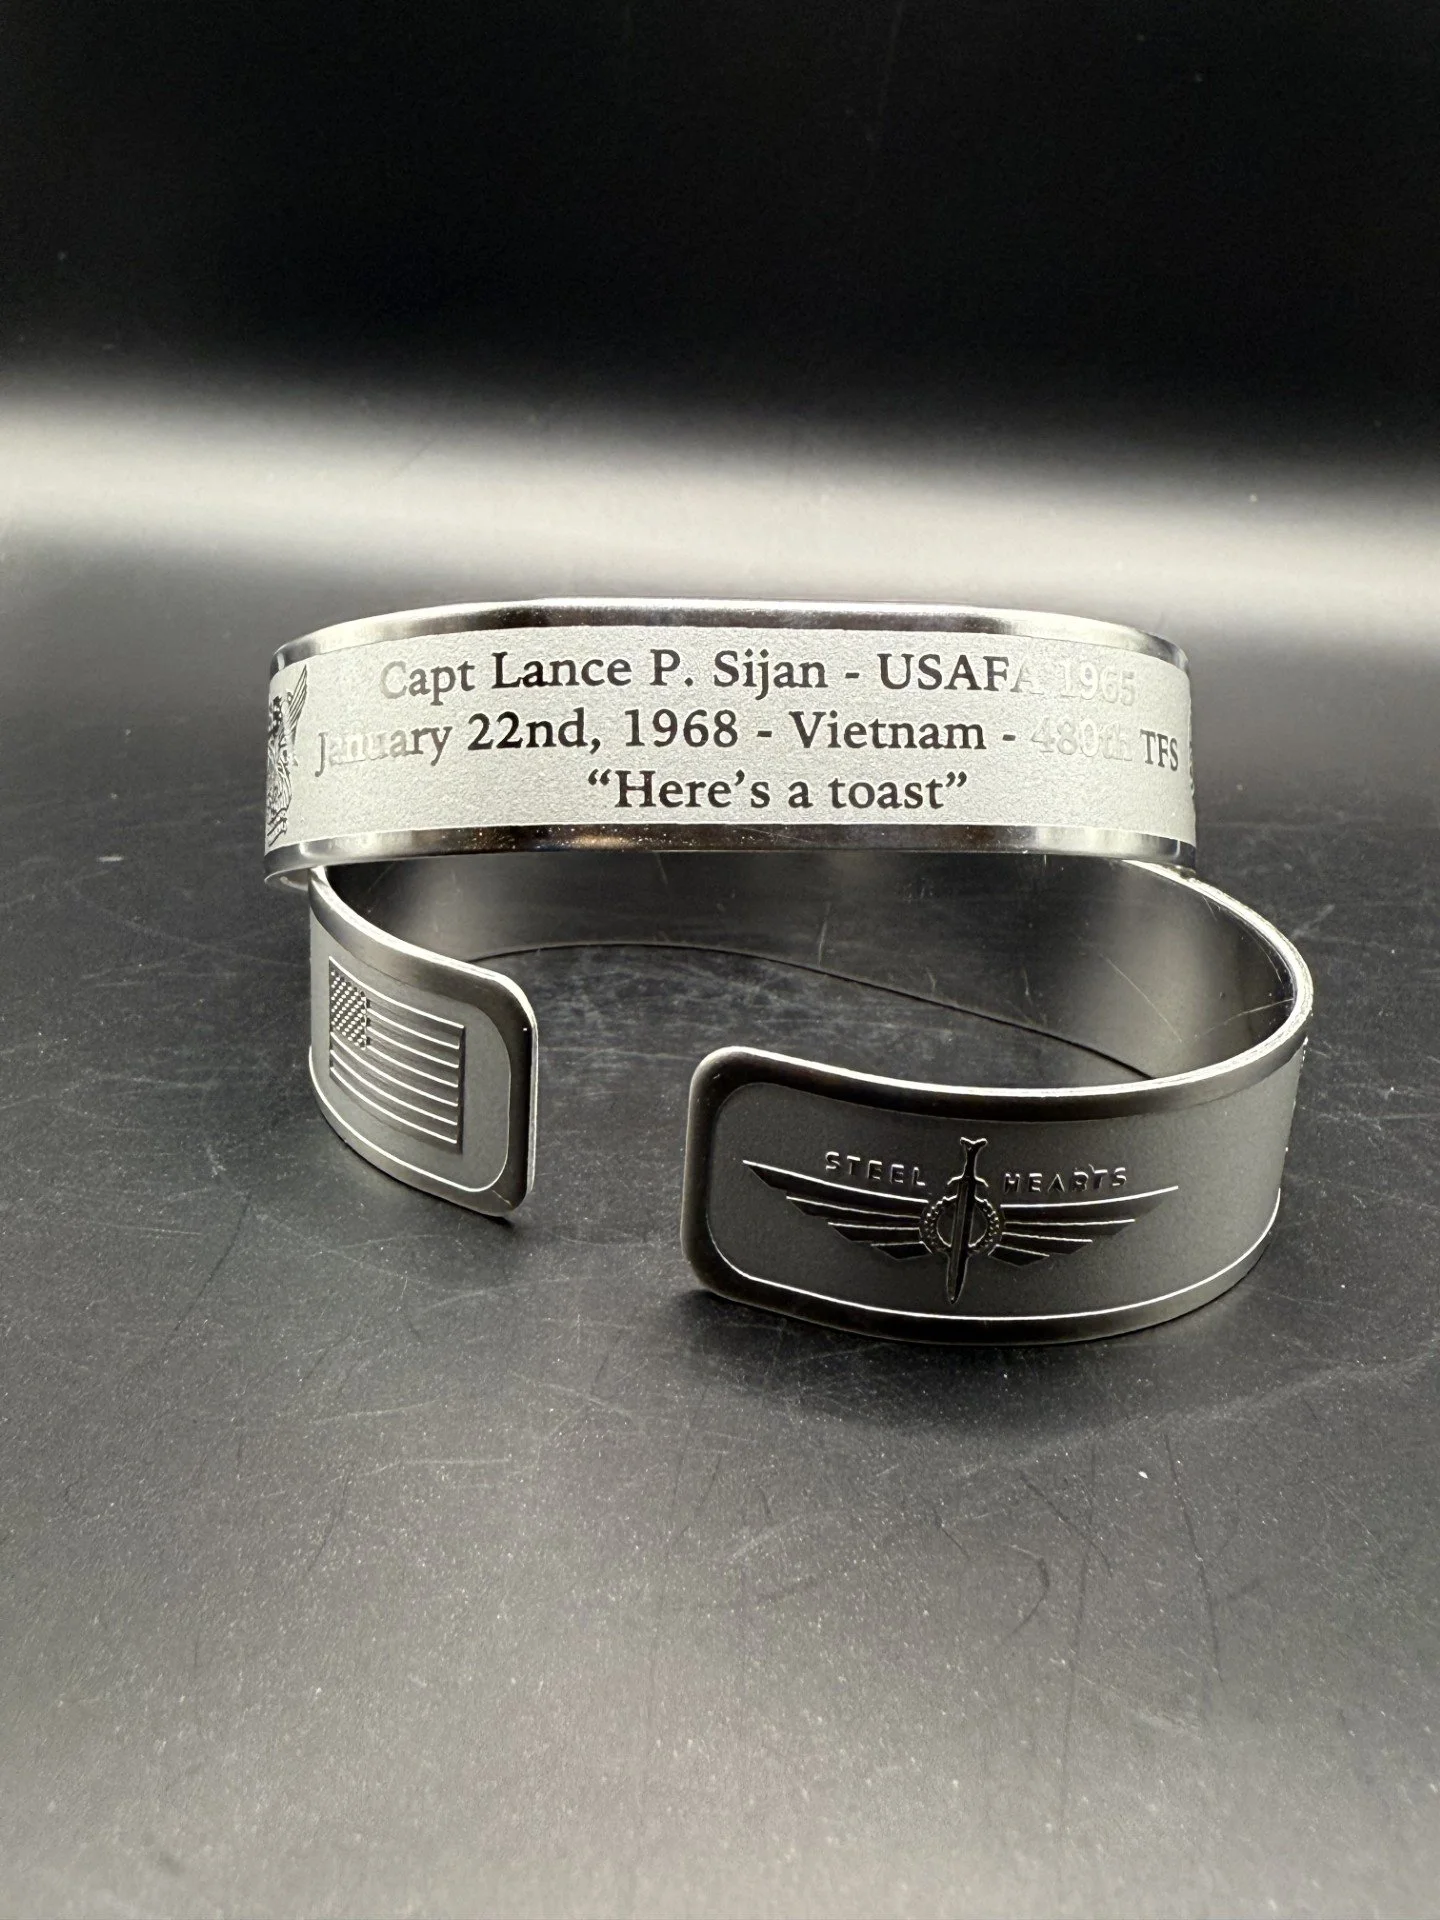 Capt Lance P. Sijan - USAFA 1965
January 22nd, 1968 - Vietnam - 480th TFS
“Here’s a toast”
STEEL HEARTS